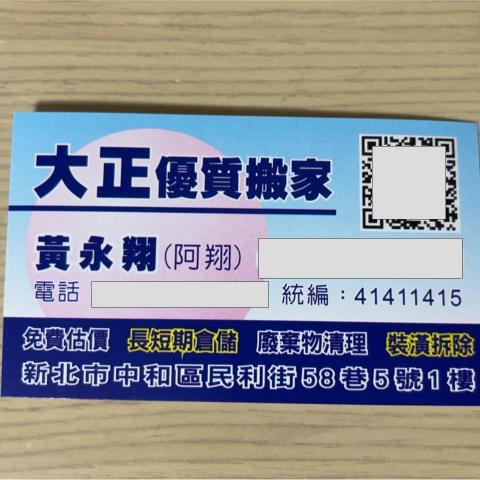 大正優質搬家
黃永翔(阿翔)
電話 統編：41411415
免費估價 長短期倉儲 廢棄物清理 裝潢拆除
新北市中和區民利街58巷5號1樓